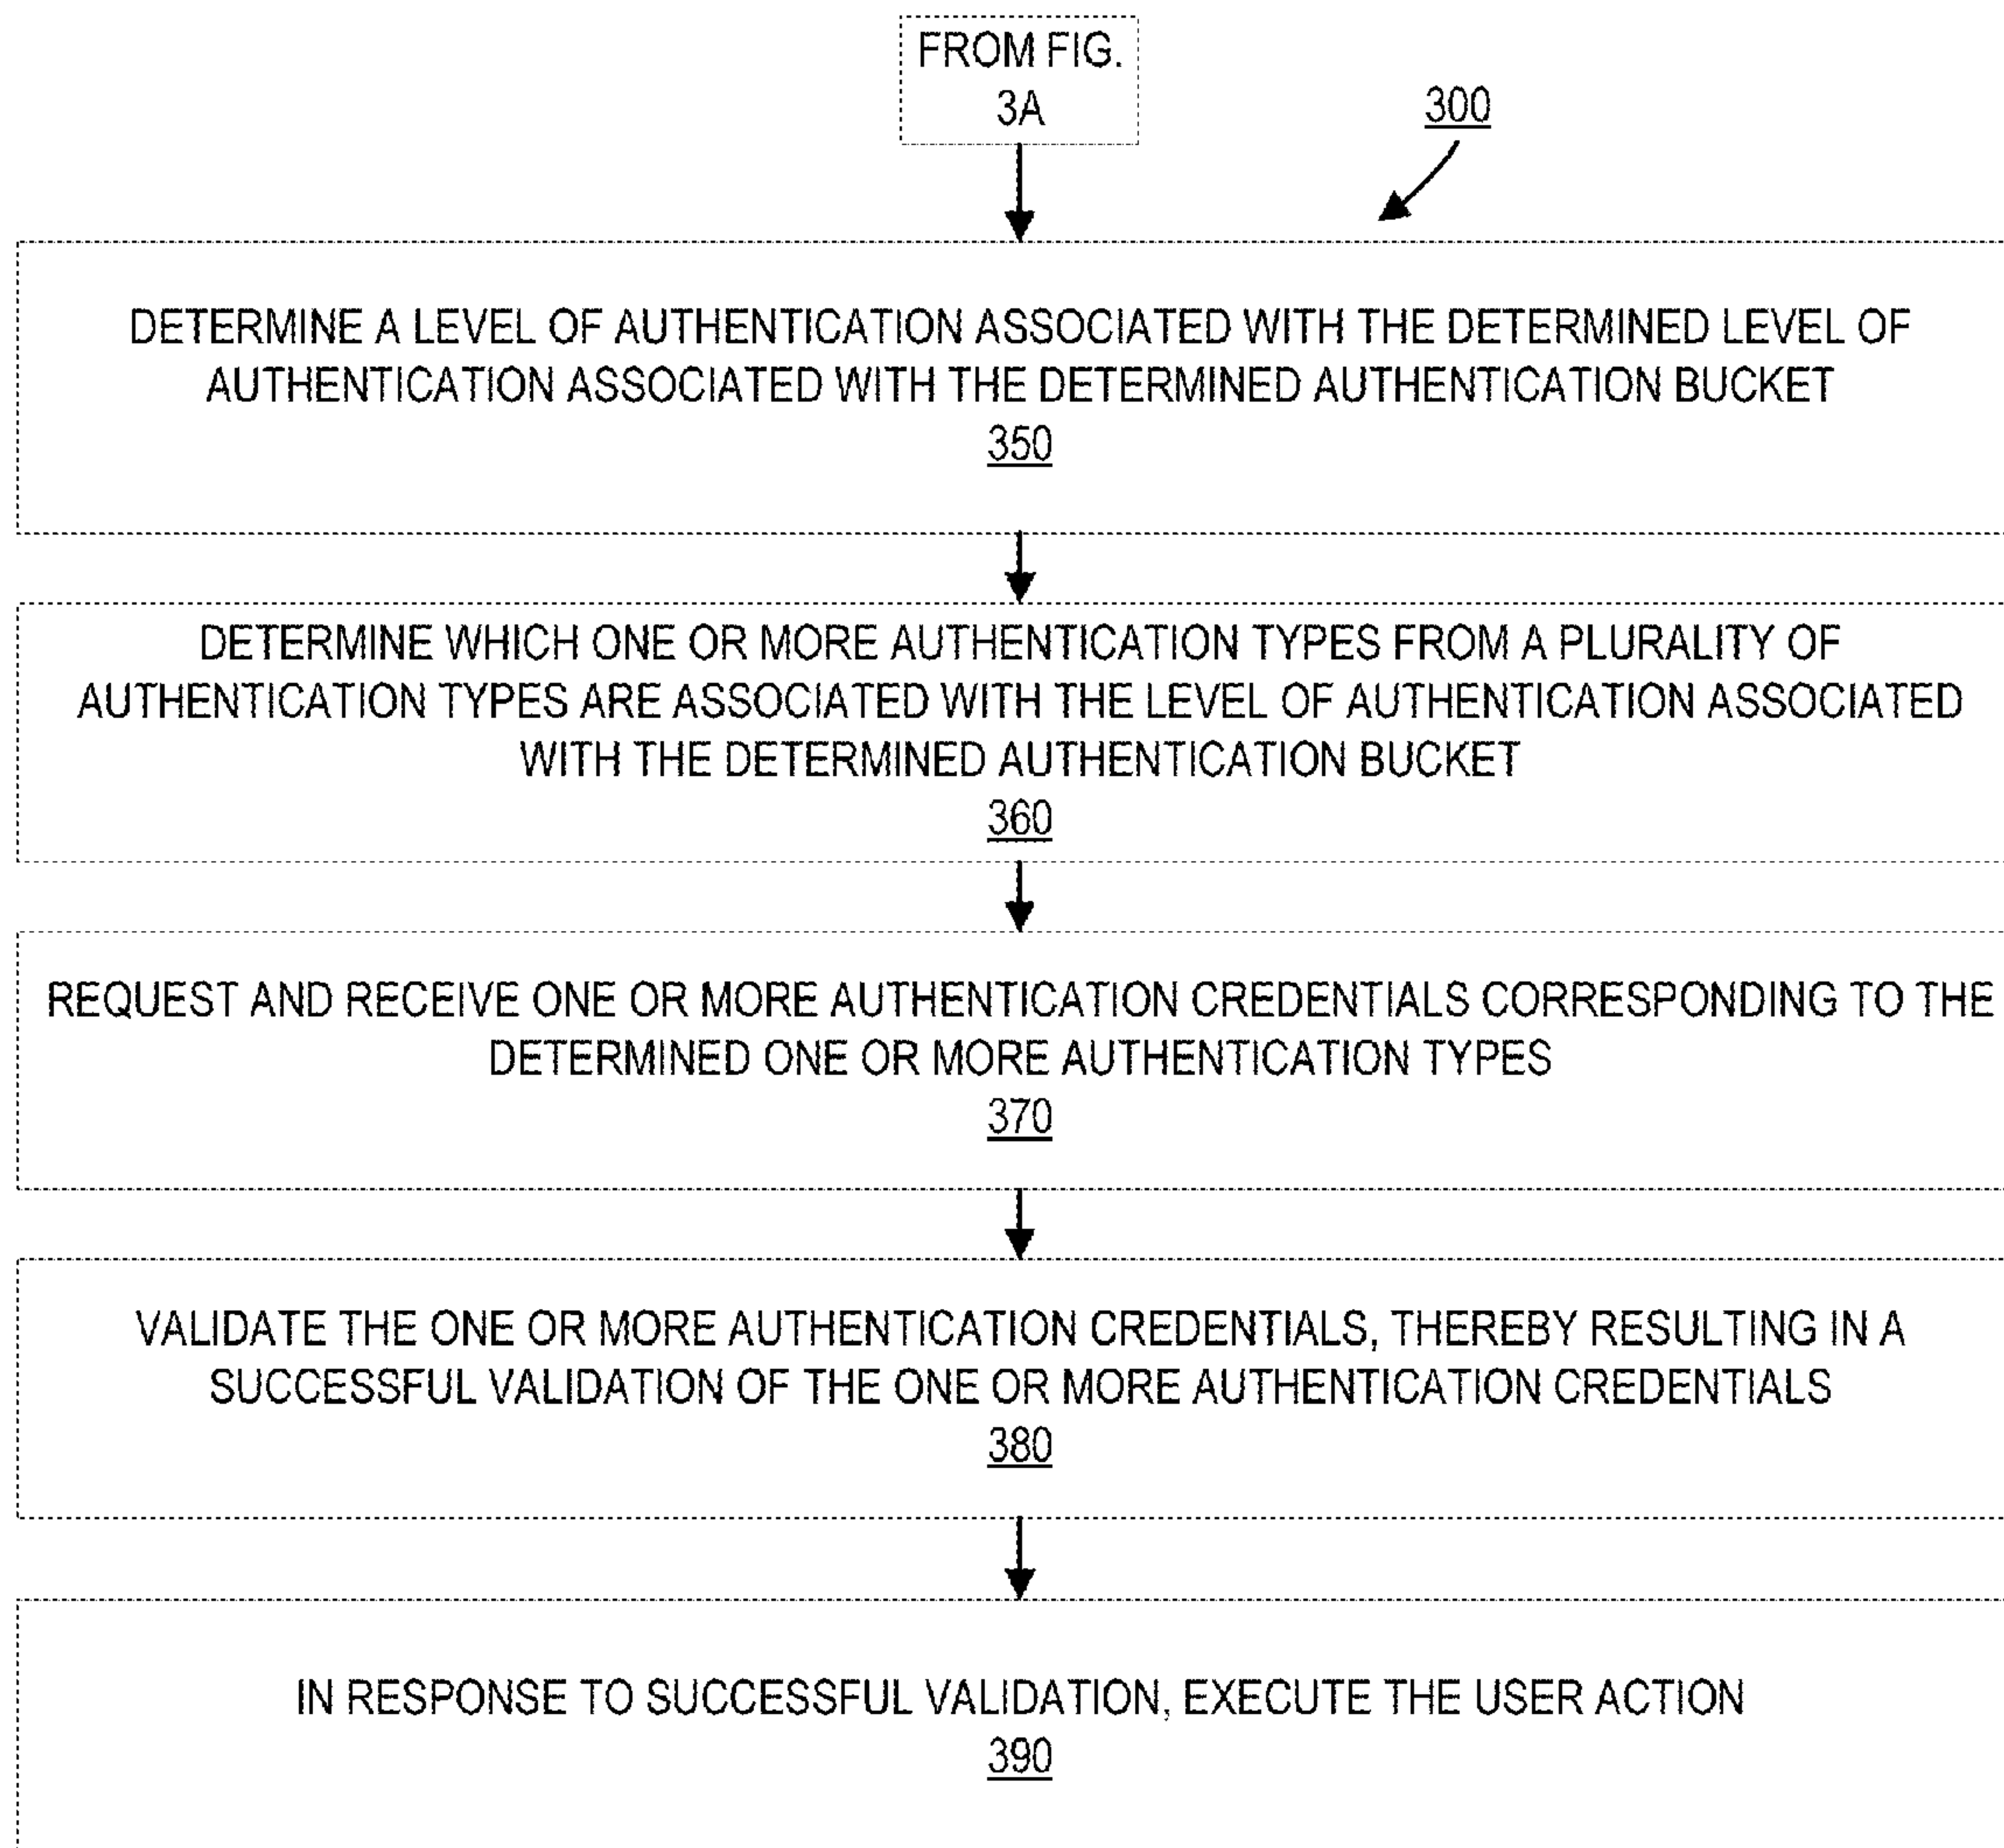 FROM FIG.
3A
300
DETERMINE A LEVEL OF AUTHENTICATION ASSOCIATED WITH THE DETERMINED LEVEL OF
AUTHENTICATION ASSOCIATED WITH THE DETERMINED AUTHENTICATION BUCKET
350
DETERMINE WHICH ONE OR MORE AUTHENTICATION TYPES FROM A PLURALITY OF
AUTHENTICATION TYPES ARE ASSOCIATED WITH THE LEVEL OF AUTHENTICATION ASSOCIATED
WITH THE DETERMINED AUTHENTICATION BUCKET
360
REQUEST AND RECEIVE ONE OR MORE AUTHENTICATION CREDENTIALS CORRESPONDING TO THE
DETERMINED ONE OR MORE AUTHENTICATION TYPES
370
VALIDATE THE ONE OR MORE AUTHENTICATION CREDENTIALS, THEREBY RESULTING IN A
SUCCESSFUL VALIDATION OF THE ONE OR MORE AUTHENTICATION CREDENTIALS
380
IN RESPONSE TO SUCCESSFUL VALIDATION, EXECUTE THE USER ACTION
390